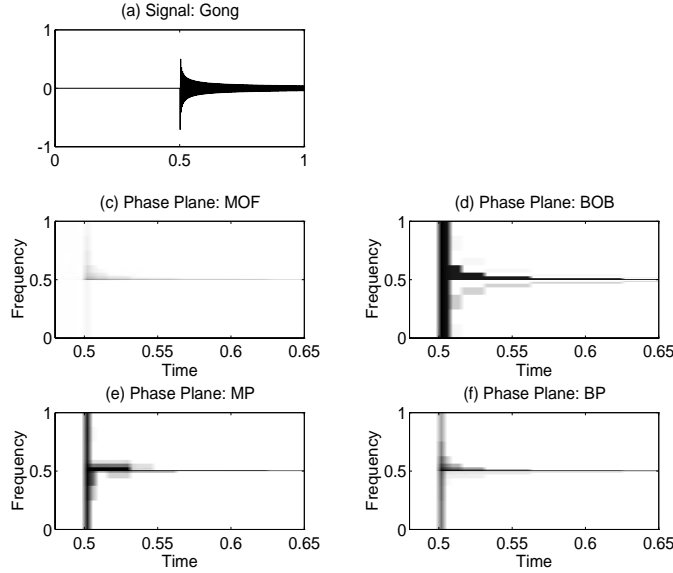 (a) Signal: Gong
1
0
-1
0 0.5 1
(c) Phase Plane: MOF
1
0.5
0
Frequency
0.5 0.55 0.6 0.65
Time
(d) Phase Plane: BOB
1
0.5
0
Frequency
0.5 0.55 0.6 0.65
Time
(e) Phase Plane: MP
1
0.5
0
Frequency
0.5 0.55 0.6 0.65
Time
(f) Phase Plane: BP
1
0.5
0
Frequency
0.5 0.55 0.6 0.65
Time